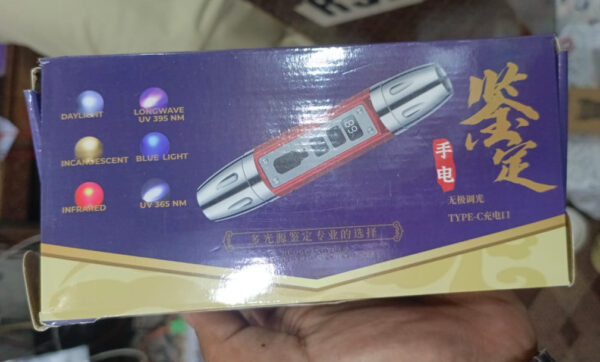 DAYLIGHT
LONGWAVE
UV 395 NM
INCANDESCENT
BLUE LIGHT
INFRARED
UV 365 NM
89
鉴定
手电
无极调光
TYPE-C充电口
多光源鉴定专业的选择